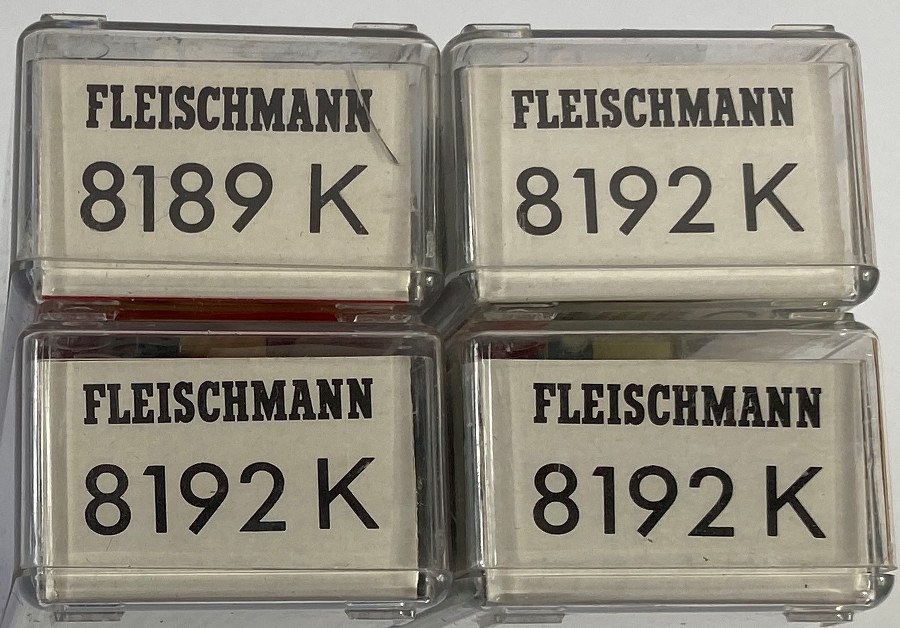 FLEISCHMANN
8189 K
FLEISCHMANN
8192 K
FLEISCHMANN
8192 K
FLEISCHMANN
8192 K